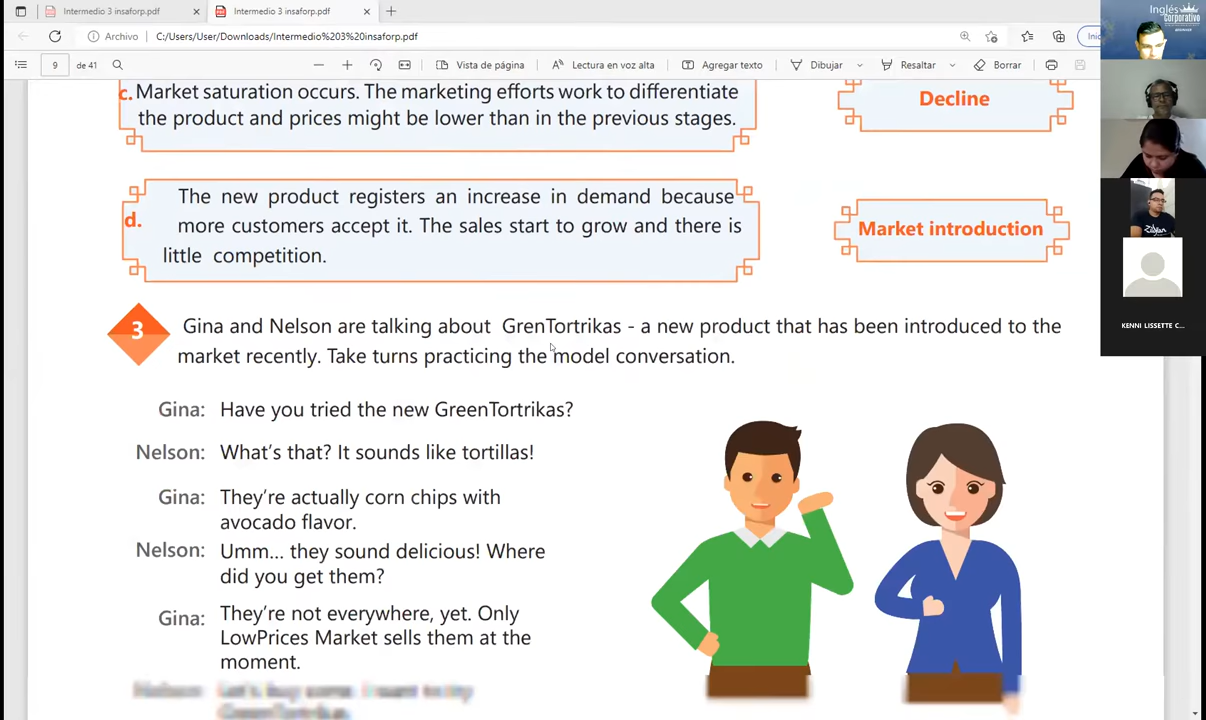 Intermedio 3 insaforp.pdf
Intermedio 3 insaforp.pdf
Archivo
C:/Users/User/Downloads/Intermedio%203%20insaforp.pdf
9
de 41
Vista de página
Lectura en voz alta
Agregar texto
Dibujar
Resaltar
Borrar
Inglés
Corporativo
KENNI LISSETTE C...
c. Market saturation occurs. The marketing efforts work to differentiate
the product and prices might be lower than in the previous stages.
Decline
The new product registers an increase in demand because
d. more customers accept it. The sales start to grow and there is
little competition.
Market introduction
3 Gina and Nelson are talking about GrenTortrikas - a new product that has been introduced to the
market recently. Take turns practicing the model conversation.
Gina: Have you tried the new GreenTortrikas?
Nelson: What's that? It sounds like tortillas!
Gina: They're actually corn chips with
avocado flavor.
Nelson: Umm... they sound delicious! Where
did you get them?
Gina: They're not everywhere, yet. Only
LowPrices Market sells them at the
moment.